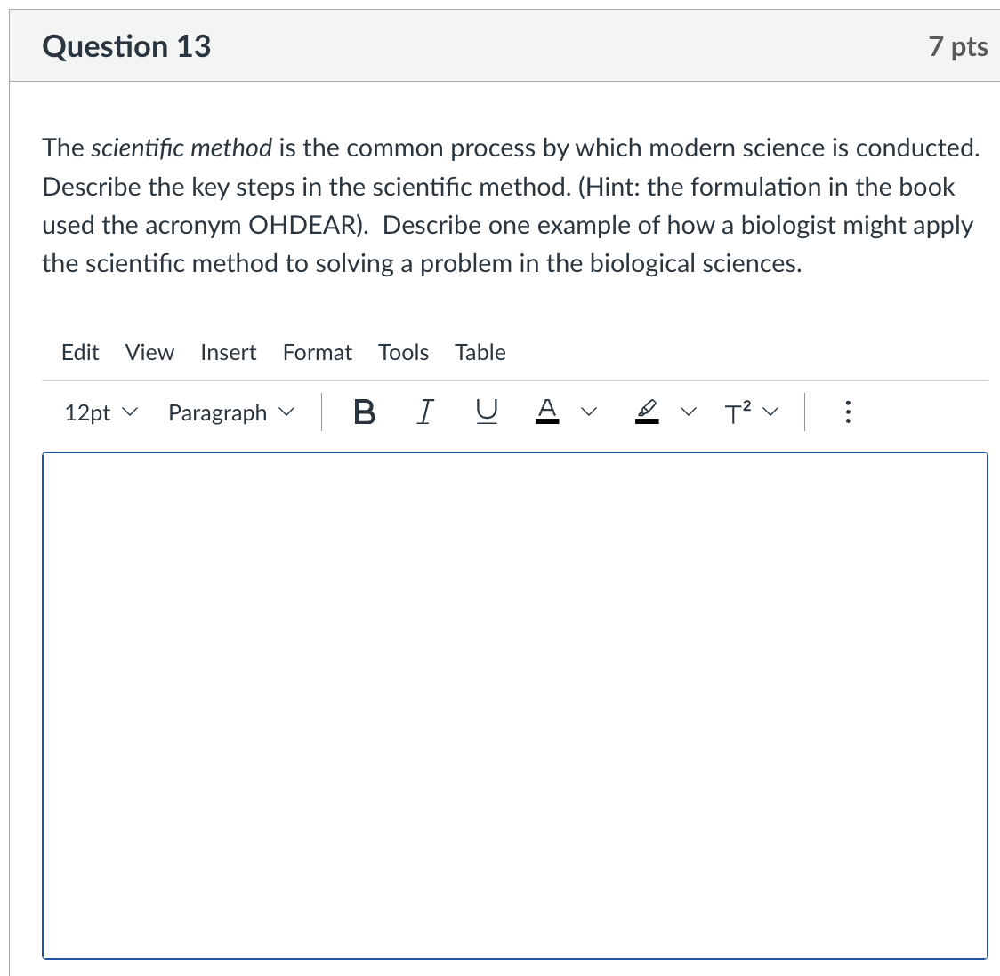 Question 13
7 pts
The scientific method is the common process by which modern science is conducted.
Describe the key steps in the scientific method. (Hint: the formulation in the book
used the acronym OHDEAR).  Describe one example of how a biologist might apply
the scientific method to solving a problem in the biological sciences.
Edit View Insert Format Tools Table
12pt Paragraph B I U A T²